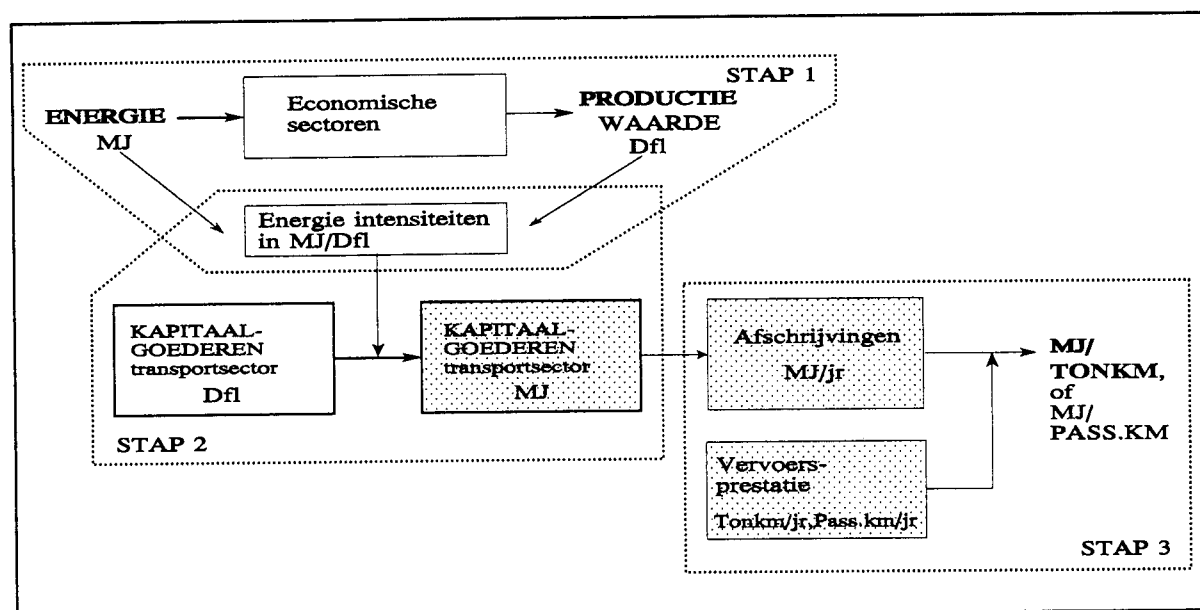 STAP 1
ENERGIE
MJ
Economische
sectoren
PRODUCTIE
WAARDE
Dfl
Energie intensiteiten
in MJ/Dfl
KAPITAAL-
GOEDEREN
transportsector
Dfl
KAPITAAL-
GOEDEREN
transportsector
MJ
STAP 2
Afschrijvingen
MJ/jr
Vervoers-
prestatie
Tonkm/jr,Pass.km/jr
MJ/
TONKM,
of
MJ/
PASS.KM
STAP 3